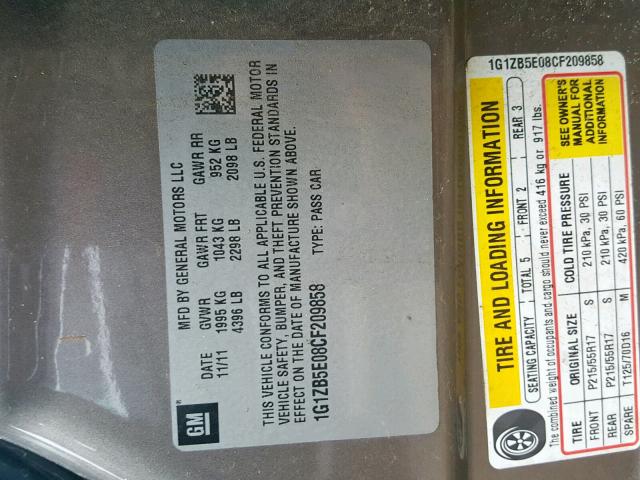 MFD BY GENERAL MOTORS LLC
DATE GVWR GAWR FRT GAWR RR
11/11 1995 KG 1043 KG 952 KG
4396 LB 2298 LB 2098 LB
THIS VEHICLE CONFORMS TO ALL APPLICABLE U.S. FEDERAL MOTOR
VEHICLE SAFETY, BUMPER, AND THEFT PREVENTION STANDARDS IN
EFFECT ON THE DATE OF MANUFACTURE SHOWN ABOVE.
1G1ZB5E08CF209858 TYPE: PASS CAR
GM
1G1ZB5E08CF209858
TIRE AND LOADING INFORMATION
SEATING CAPACITY TOTAL 5 FRONT 2 REAR 3
The combined weight of occupants and cargo should never exceed 416 kg or 917 lbs.
TIRE ORIGINAL SIZE COLD TIRE PRESSURE
FRONT P215/55R17 S 210 kPa, 30 PSI
REAR P215/55R17 S 210 kPa, 30 PSI
SPARE T125/70D16 M 420 kPa, 60 PSI
SEE OWNER'S
MANUAL FOR
ADDITIONAL
INFORMATION